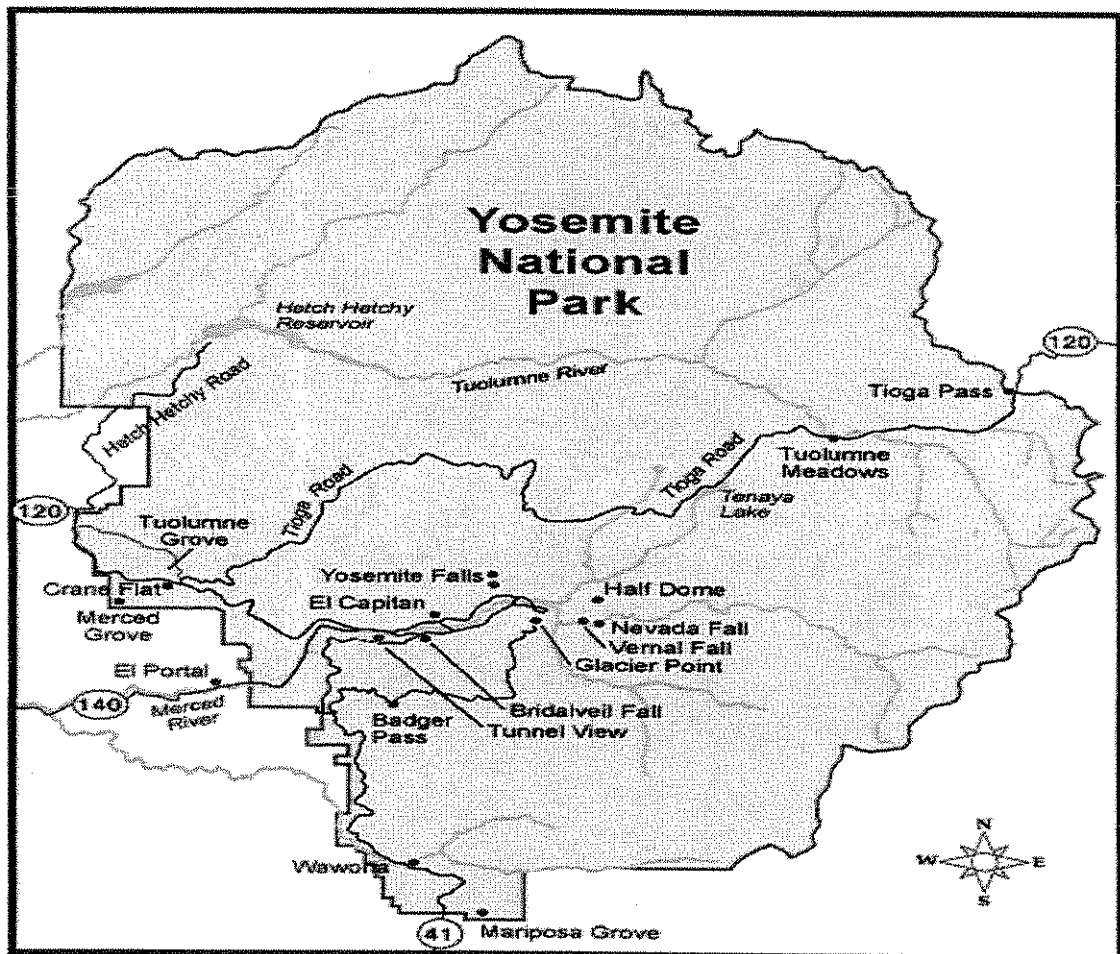 Yosemite
National
Park
Hetch Hetchy
Reservoir
120
Tuolumne River
Tioga Pass
Hetch Hetchy Road
Tioga Road
Tuolumne
Meadows
Tioga Road
Tenaya
Lake
120
Tuolumne
Grove
Yosemite Falls
Crane Flat
Half Dome
El Capitan
Merced
Grove
Nevada Fall
Vernal Fall
Glacier Point
El Portal
140
Merced
River
Bridalveil Fall
Badger
Pass
Tunnel View
N
W
E
S
Wawona
41
Mariposa Grove